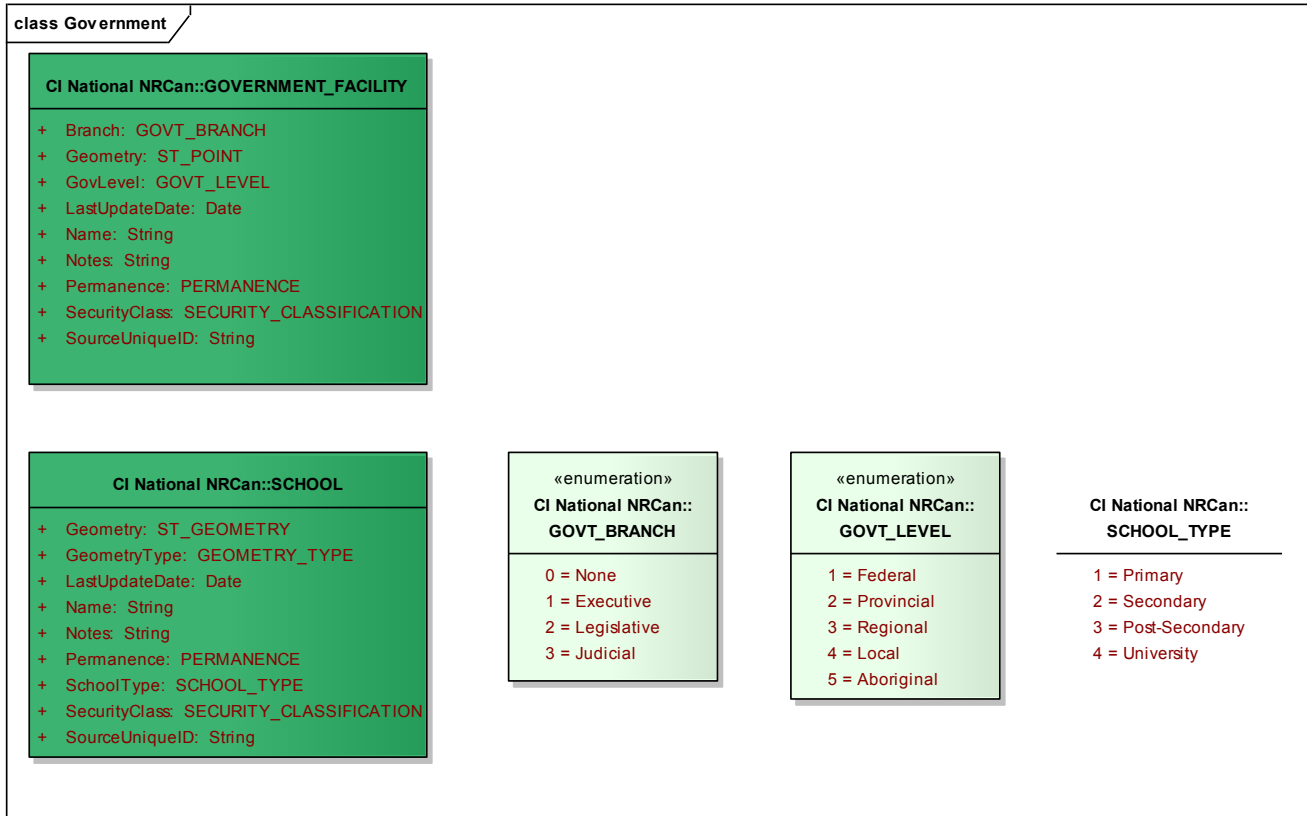 class Government
CI National NRCan::GOVERNMENT_FACILITY
+ Branch: GOVT_BRANCH
+ Geometry: ST_POINT
+ GovLevel: GOVT_LEVEL
+ LastUpdateDate: Date
+ Name: String
+ Notes: String
+ Permanence: PERMANENCE
+ SecurityClass: SECURITY_CLASSIFICATION
+ SourceUniqueID: String
CI National NRCan::SCHOOL
+ Geometry: ST_GEOMETRY
+ GeometryType: GEOMETRY_TYPE
+ LastUpdateDate: Date
+ Name: String
+ Notes: String
+ Permanence: PERMANENCE
+ SchoolType: SCHOOL_TYPE
+ SecurityClass: SECURITY_CLASSIFICATION
+ SourceUniqueID: String
«enumeration»
CI National NRCan::
GOVT_BRANCH
0 = None
1 = Executive
2 = Legislative
3 = Judicial
«enumeration»
CI National NRCan::
GOVT_LEVEL
1 = Federal
2 = Provincial
3 = Regional
4 = Local
5 = Aboriginal
CI National NRCan::
SCHOOL_TYPE
1 = Primary
2 = Secondary
3 = Post-Secondary
4 = University